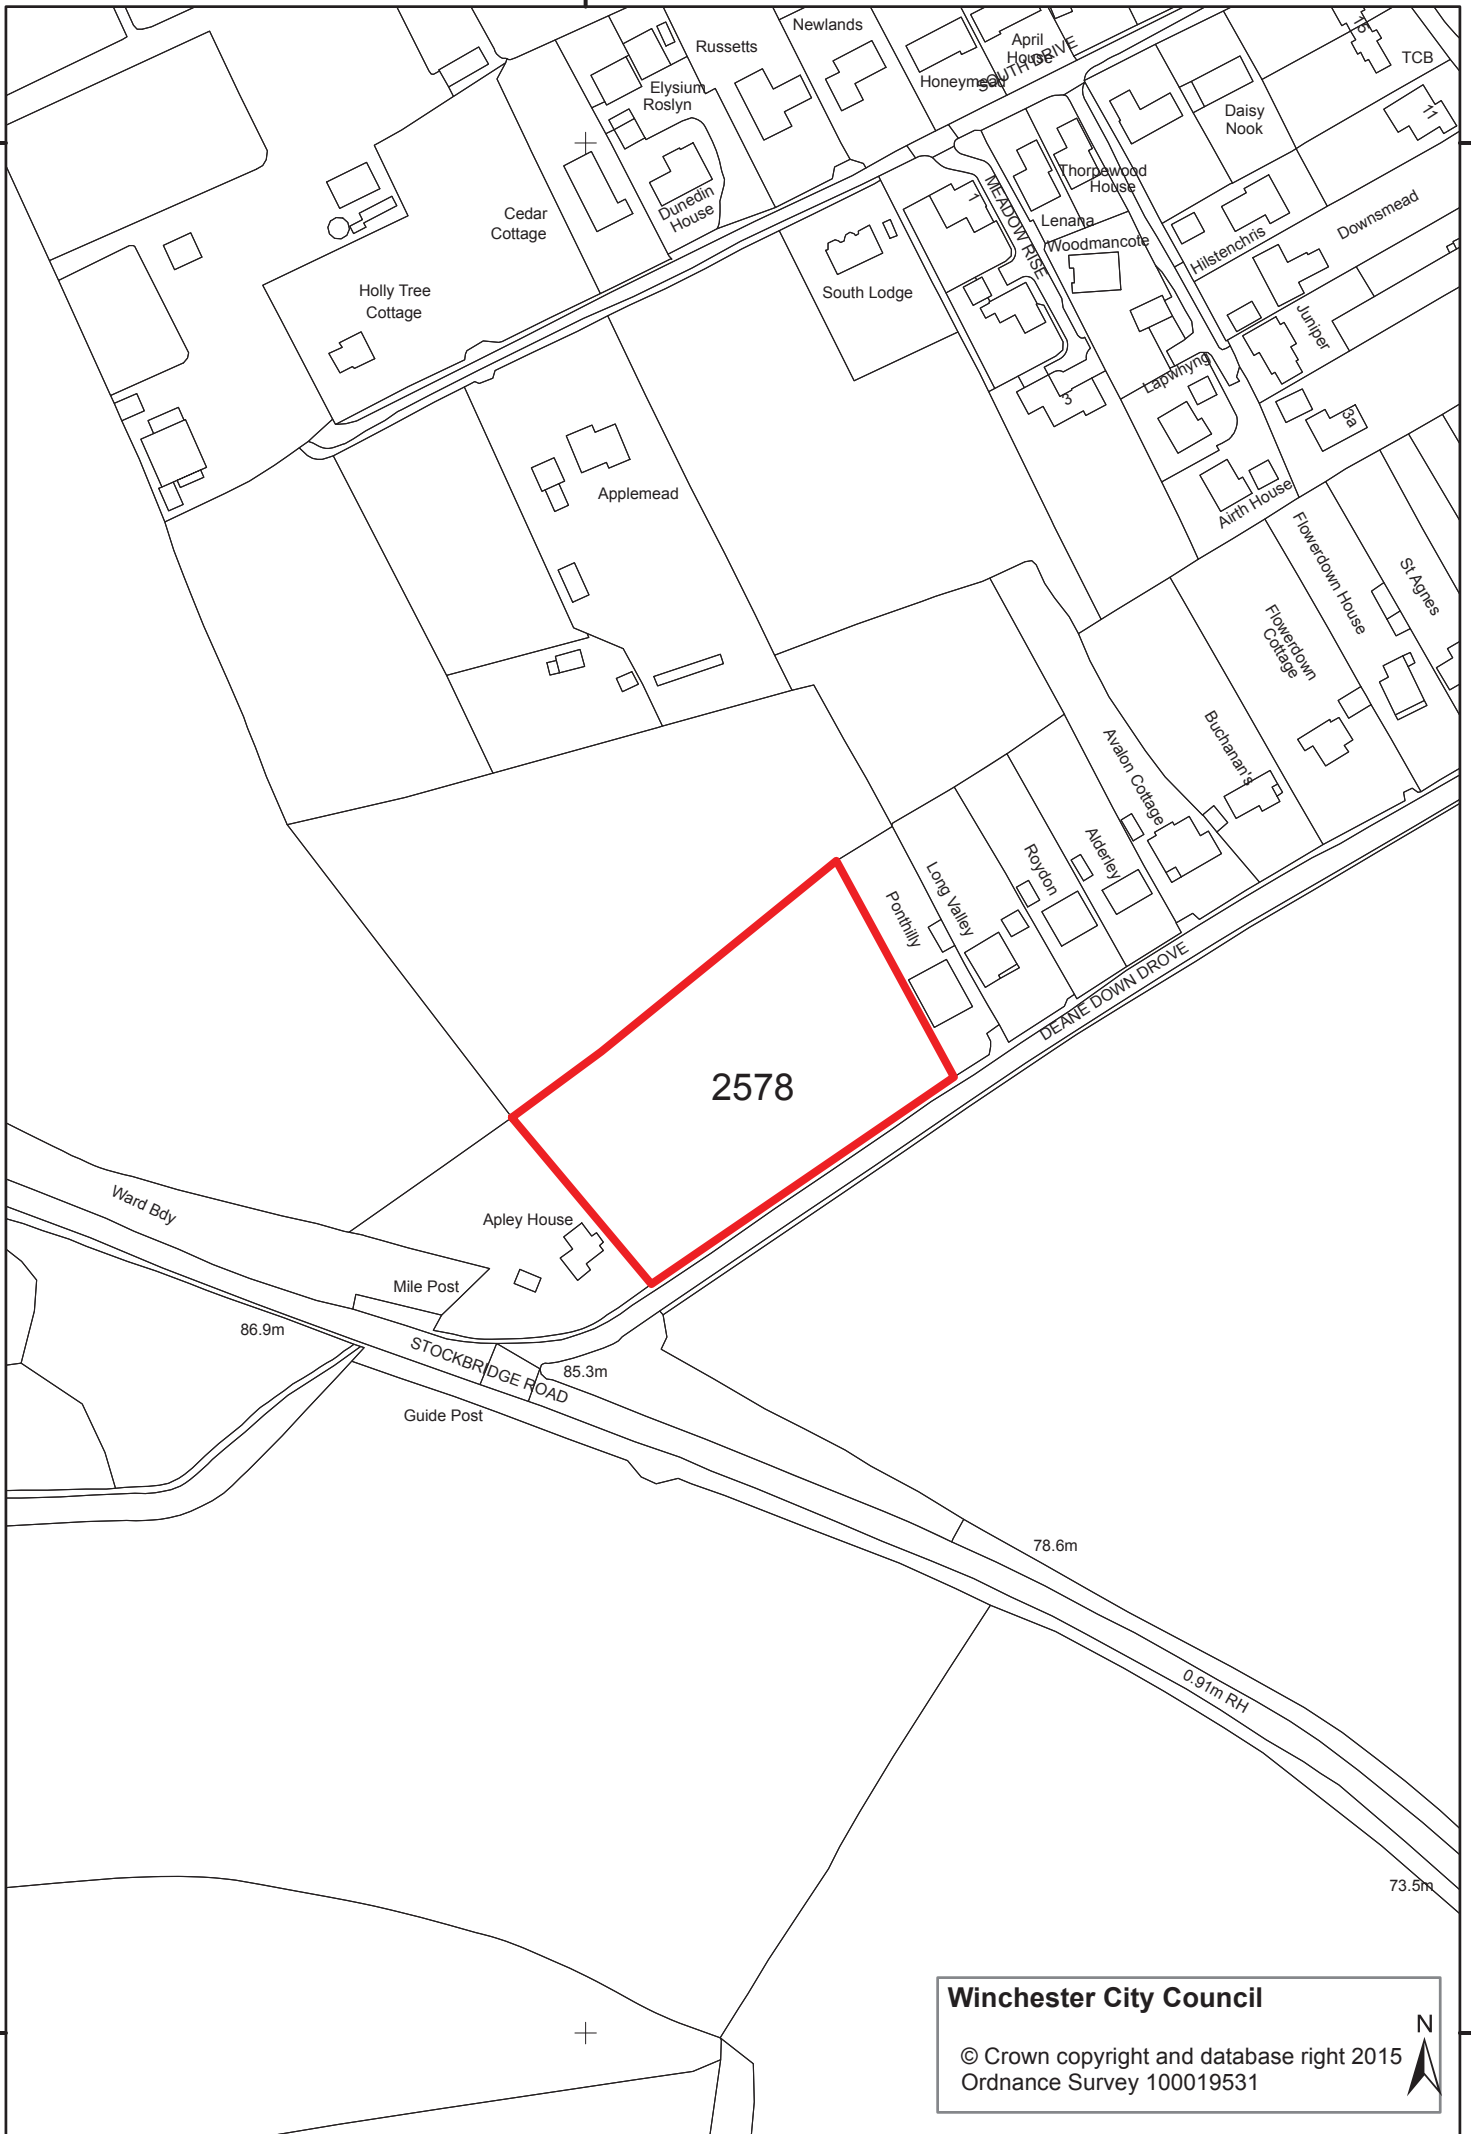 Newlands
Russetts
April
House
SOUTH DRIVE
Honeymead
15
TCB
Elysium
Roslyn
Daisy
Nook
11
Thorpewood
House
Dunedin
House
Cedar
Cottage
1
MEADOW RISE
Lenana
Woodmancote
Hilstenchris
Downsmead
Holly Tree
Cottage
South Lodge
Juniper
Lapwhyng
3
3a
Applemead
Airth House
Flowerdown House
St Agnes
Flowerdown
Cottage
Buchanan's
Avalon Cottage
Alderley
Roydon
Long Valley
Ponthilly
DEANE DOWN DROVE
2578
Ward Bdy
Apley House
Mile Post
86.9m
STOCKBRIDGE ROAD
85.3m
Guide Post
78.6m
0.91m RH
73.5m
Winchester City Council
N
© Crown copyright and database right 2015
Ordnance Survey 100019531